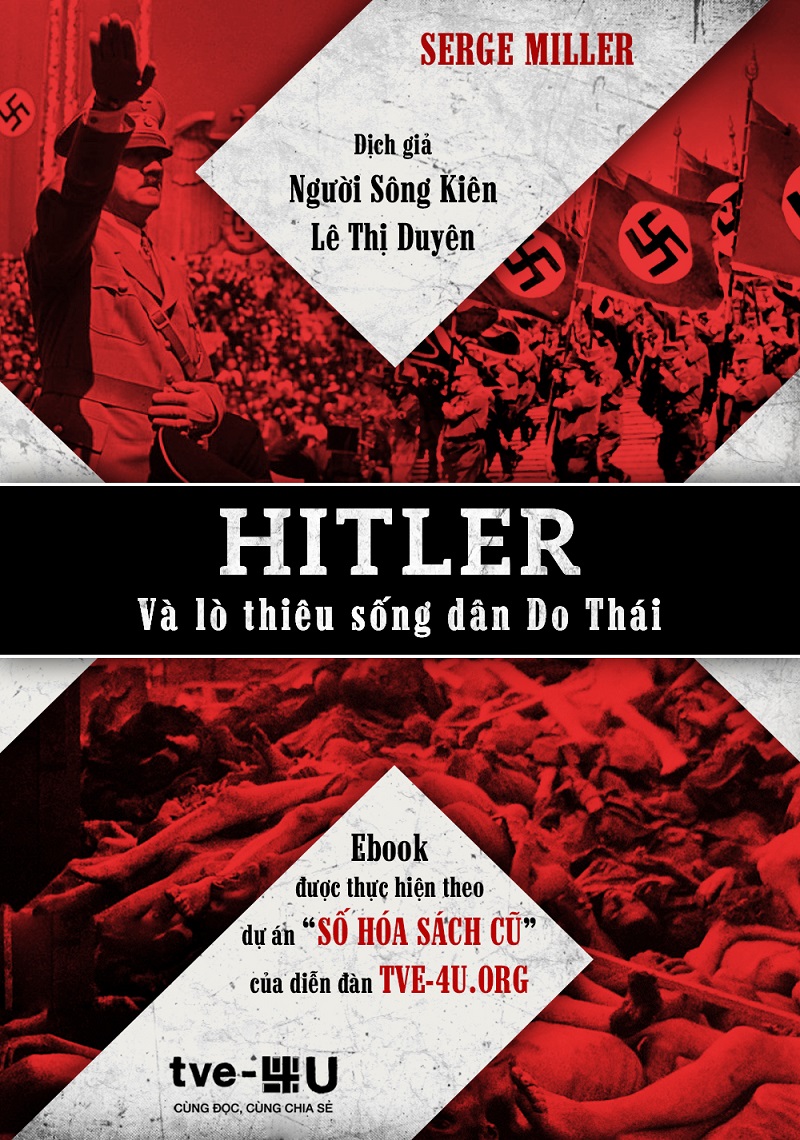 SERGE MILLER
Dịch giả
Người Sông Kiên
Lê Thị Duyên
HITLER
Và lò thiêu sống dân Do Thái
Ebook
được thực hiện theo
dự án “SỐ HÓA SÁCH CŨ”
của diễn đàn TVE-4U.ORG
tve-4U
CÙNG ĐỌC, CÙNG CHIA SẺ